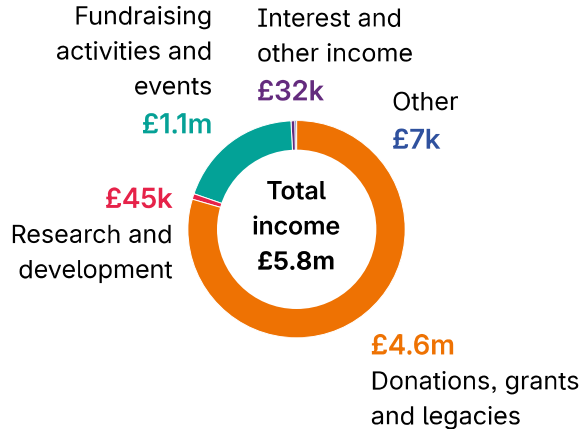 Fundraising
activities and
events
£1.1m
Interest and
other income
£32k
Other
£7k
£45k
Research and
development
Total
income
£5.8m
£4.6m
Donations, grants
and legacies